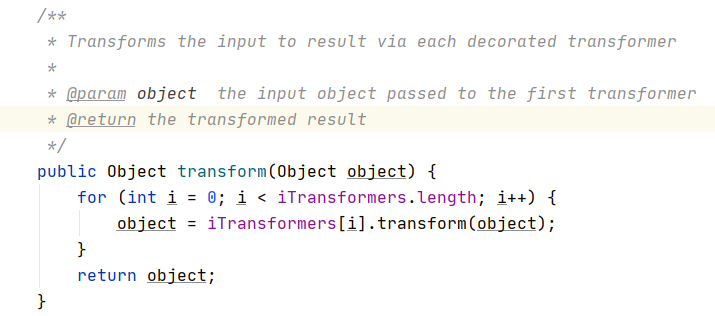 /**
 * Transforms the input to result via each decorated transformer
 *
 * @param object  the input object passed to the first transformer
 * @return the transformed result
 */
public Object transform(Object object) {
    for (int i = 0; i < iTransformers.length; i++) {
        object = iTransformers[i].transform(object);
    }
    return object;
}